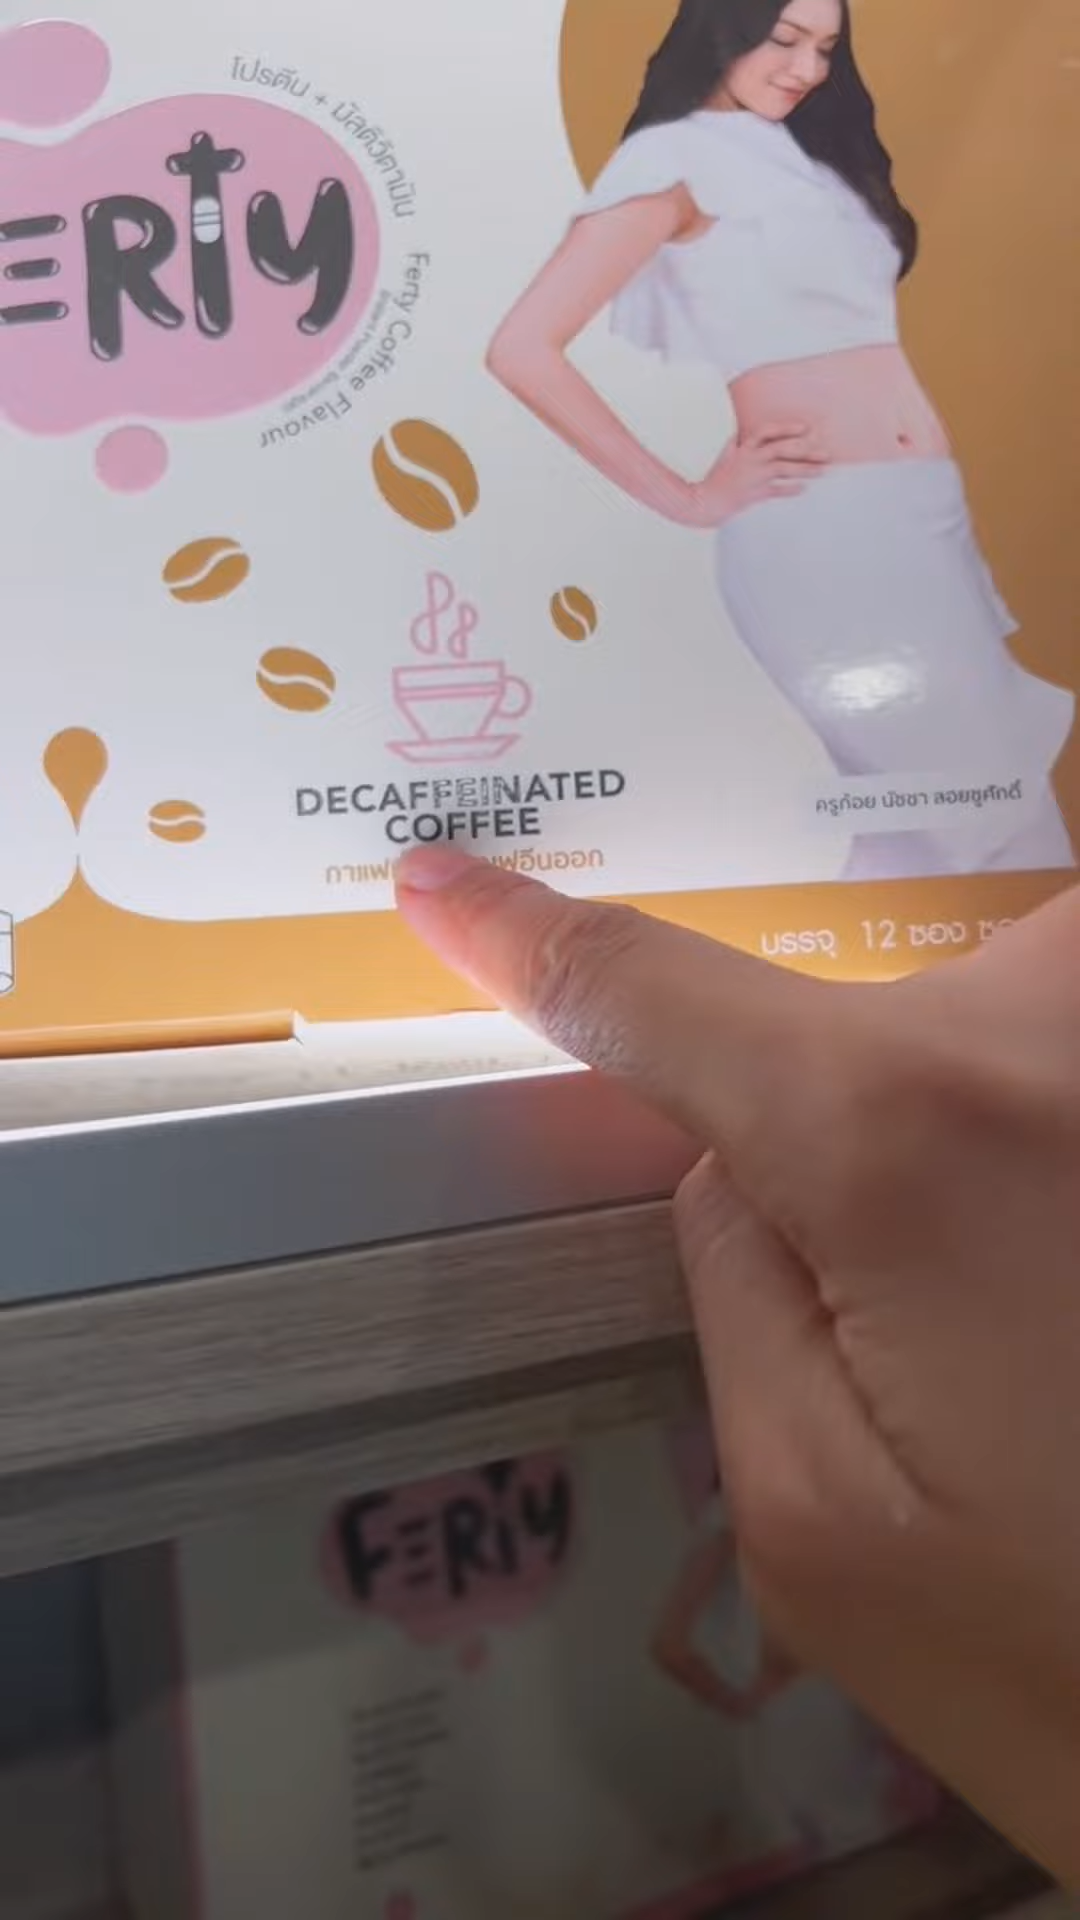 โปรตีน + มัลติวิตามิน
Ferty Coffee Flavour
ERTY
DECAFFEINATED
COFFEE
ครูก้อย นัชชา ลอยชูศักดิ์
บรรจุ 12 ซอง
FERTY